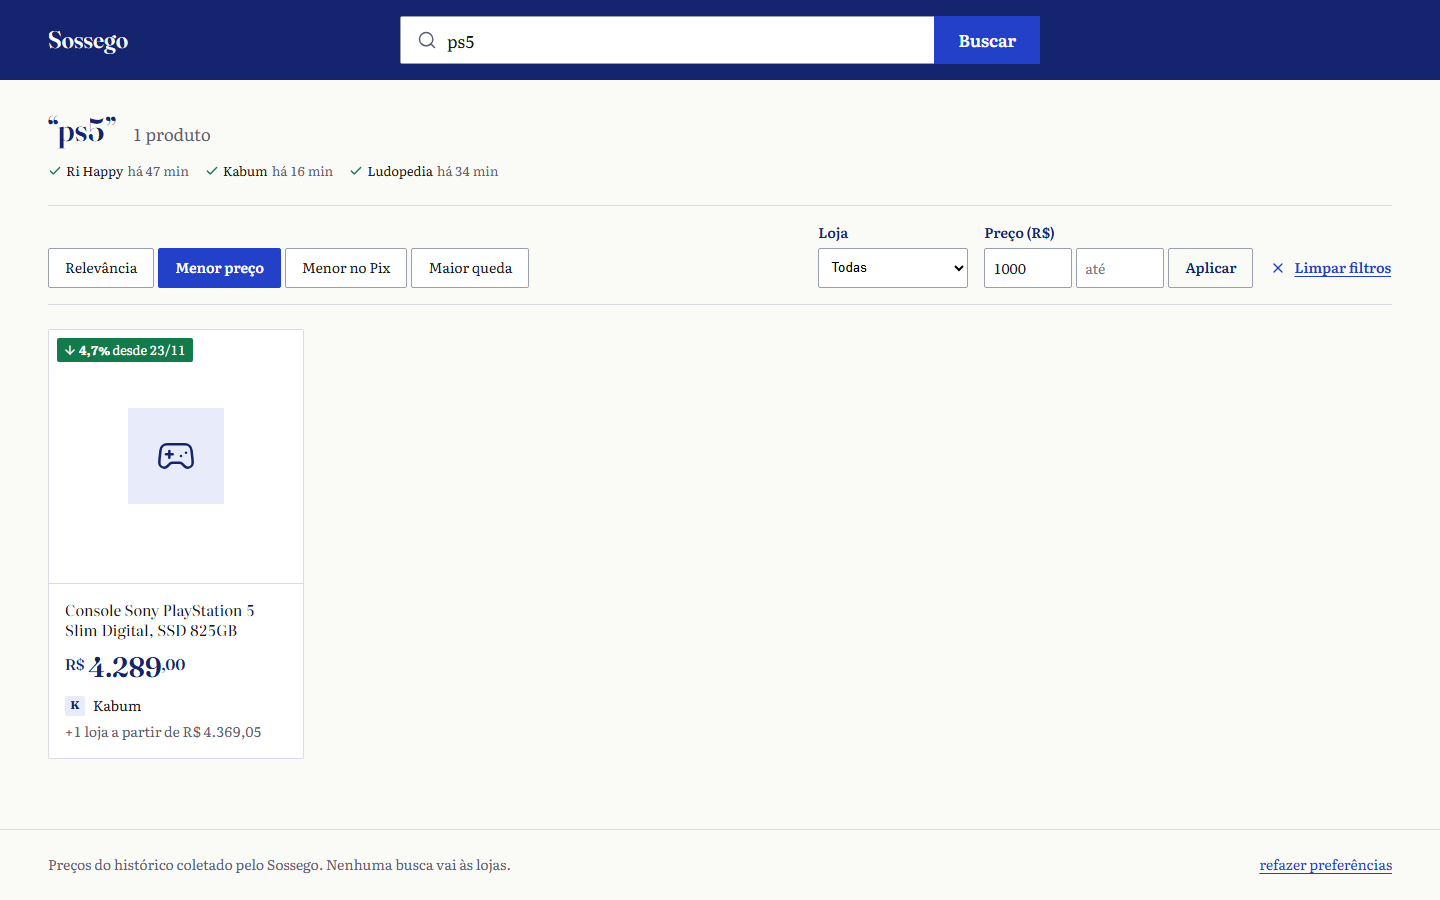 Sossego
ps5
Buscar
“ps5” 1 produto
Ri Happy há 47 min Kabum há 16 min Ludopedia há 34 min
Loja Preço (R$)
Relevância Menor preço Menor no Pix Maior queda Todas 1000 até Aplicar Limpar filtros
4,7% desde 23/11
Console Sony PlayStation 5
Slim Digital, SSD 825GB
R$ 4.289,00
K Kabum
+1 loja a partir de R$ 4.369,05
Preços do histórico coletado pelo Sossego. Nenhuma busca vai às lojas. refazer preferências